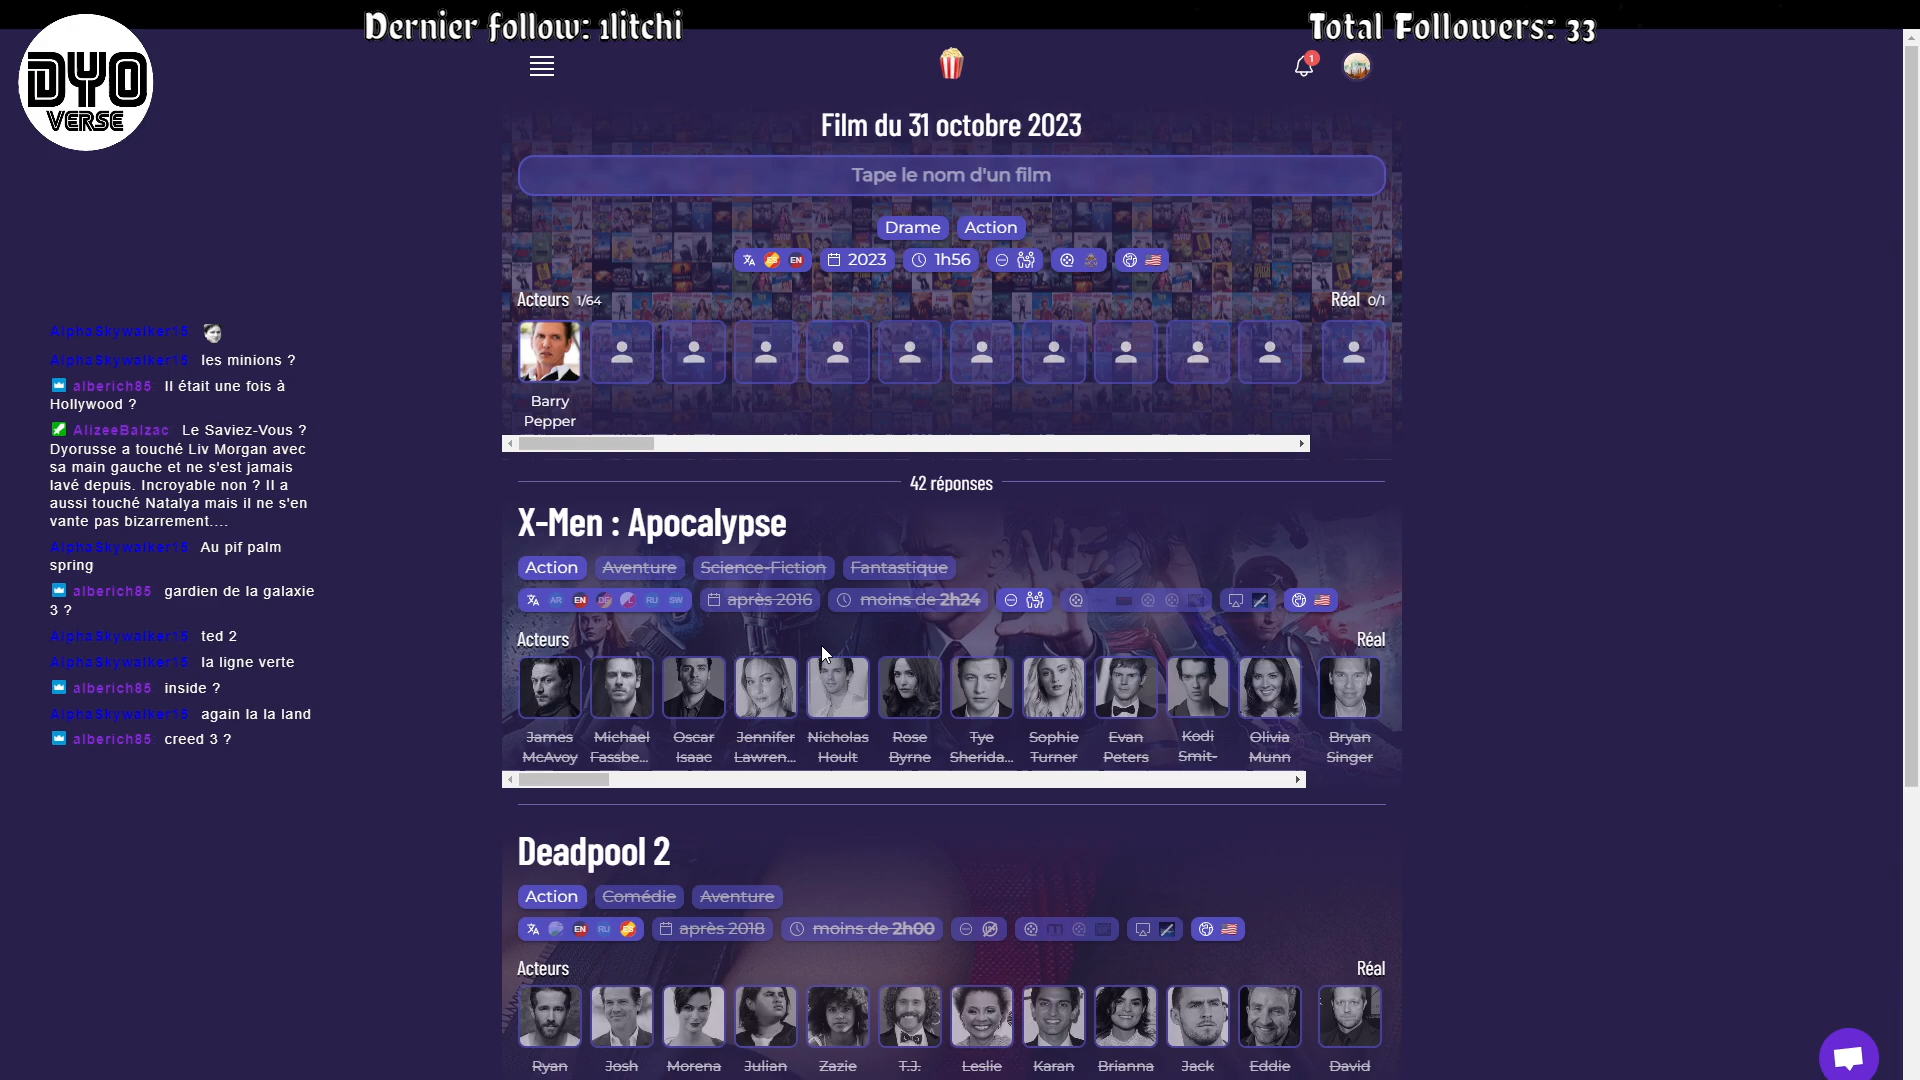 Dernier follow: 1litchi
Total Followers: 33
DYO
VERSE
1
Film du 31 octobre 2023
Tape le nom d'un film
Drame Action
ES EN 2023 1h56
Acteurs 1/64 Réal 0/1
Barry
Pepper
42 réponses
X-Men : Apocalypse
Action Aventure Science-Fiction Fantastique
AR EN DE RU SW après 2016 moins de 2h24
Acteurs Réal
James Michael Oscar Jennifer Nicholas Rose Tye Sophie Evan Kodi Olivia Bryan
McAvoy Fassbe... Isaac Lawren... Hoult Byrne Sherida... Turner Peters Smit- Munn Singer
Deadpool 2
Action Comédie Aventure
EN RU ES après 2018 moins de 2h00
Acteurs Réal
Ryan Josh Morena Julian Zazie T.J. Leslie Karan Brianna Jack Eddie David
AlphaSkywalker15
AlphaSkywalker15 les minions ?
alberich85 Il était une fois à
Hollywood ?
AlizeeBalzac Le Saviez-Vous ?
Dyorusse a touché Liv Morgan avec
sa main gauche et ne s'est jamais
lavé depuis. Incroyable non ? Il a
aussi touché Natalya mais il ne s'en
vante pas bizarrement....
AlphaSkywalker15 Au pif palm
spring
alberich85 gardien de la galaxie
3 ?
AlphaSkywalker15 ted 2
AlphaSkywalker15 la ligne verte
alberich85 inside ?
AlphaSkywalker15 again la la land
alberich85 creed 3 ?